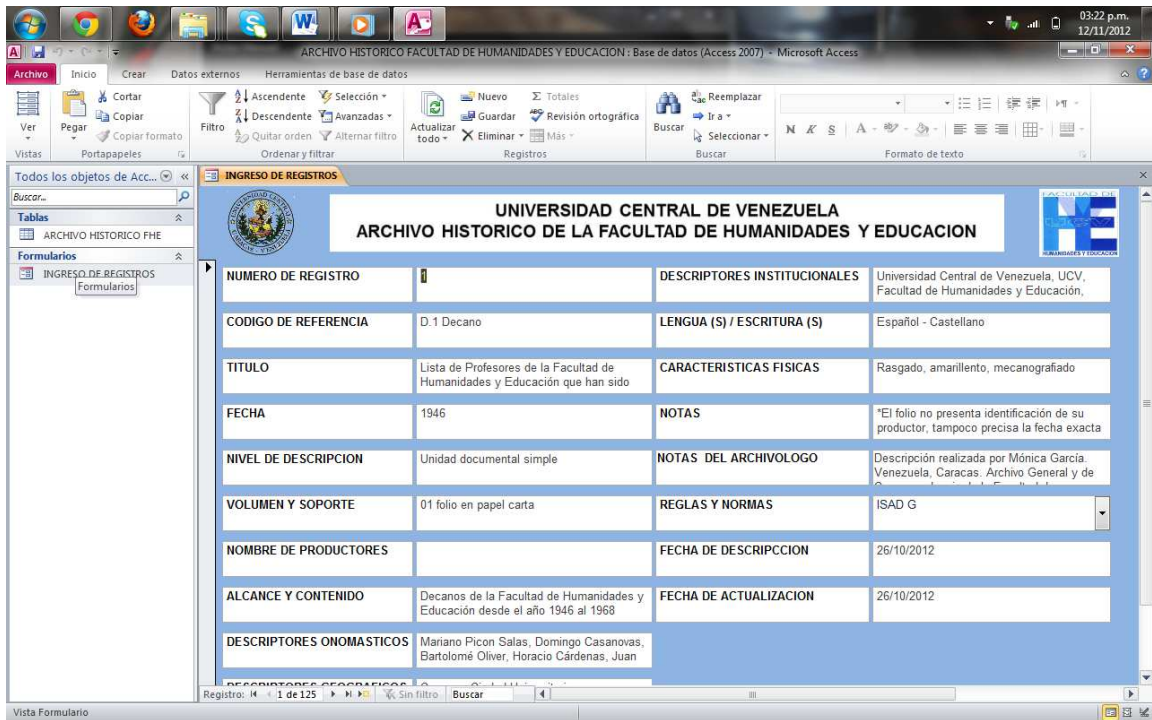 03:22 p.m.
12/11/2012
ARCHIVO HISTORICO FACULTAD DE HUMANIDADES Y EDUCACION : Base de datos (Access 2007) - Microsoft Access
Archivo Inicio Crear Datos externos Herramientas de base de datos
Ver
Vistas
Pegar
Cortar
Copiar
Copiar formato
Portapapeles
Filtro
Ascendente
Descendente
Quitar orden
Selección
Avanzadas
Alternar filtro
Ordenar y filtrar
Actualizar todo
Nuevo
Guardar
Eliminar
Totales
Revisión ortográfica
Más
Registros
Buscar
Reemplazar
Ir a
Seleccionar
Buscar
N K S A
Formato de texto
Todos los objetos de Acc...
Buscar...
Tablas
ARCHIVO HISTORICO FHE
Formularios
INGRESO DE REGISTROS
Formularios
INGRESO DE REGISTROS
UNIVERSIDAD CENTRAL DE VENEZUELA
ARCHIVO HISTORICO DE LA FACULTAD DE HUMANIDADES Y EDUCACION
FACULTAD DE
HUMANIDADES Y EDUCACION
NUMERO DE REGISTRO
1
CODIGO DE REFERENCIA
D.1 Decano
TITULO
Lista de Profesores de la Facultad de
Humanidades y Educación que han sido
FECHA
1946
NIVEL DE DESCRIPCION
Unidad documental simple
VOLUMEN Y SOPORTE
01 folio en papel carta
NOMBRE DE PRODUCTORES
ALCANCE Y CONTENIDO
Decanos de la Facultad de Humanidades y
Educación desde el año 1946 al 1968
DESCRIPTORES ONOMASTICOS
Mariano Picon Salas, Domingo Casanovas,
Bartolomé Oliver, Horacio Cárdenas, Juan
DESCRIPTORES GEOGRAFICOS
DESCRIPTORES INSTITUCIONALES
Universidad Central de Venezuela, UCV,
Facultad de Humanidades y Educación,
LENGUA (S) / ESCRITURA (S)
Español - Castellano
CARACTERISTICAS FISICAS
Rasgado, amarillento, mecanografiado
NOTAS
*El folio no presenta identificación de su
productor, tampoco precisa la fecha exacta
NOTAS DEL ARCHIVOLOGO
Descripción realizada por Mónica García.
Venezuela, Caracas. Archivo General y de
REGLAS Y NORMAS
ISAD G
FECHA DE DESCRIPCCION
26/10/2012
FECHA DE ACTUALIZACION
26/10/2012
Registro: 1 de 125 Sin filtro Buscar
Vista Formulario